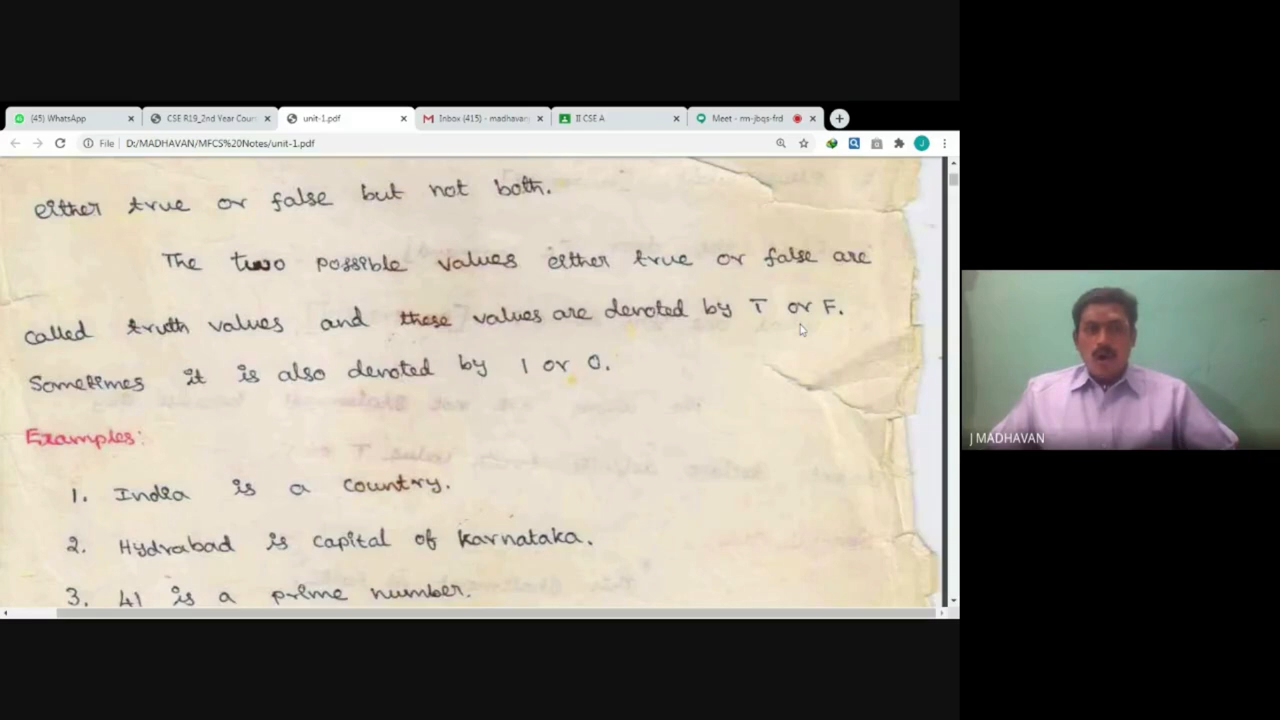 (45) WhatsApp
CSE R19_2nd Year Cour
unit-1.pdf
Inbox (415) - madhavan
II CSE A
Meet - rrn-jbqs-frd
File
D:/MADHAVAN/MFCS%20Notes/unit-1.pdf
J
either true or false but not both.
The two possible values either true or false are
called truth values and these values are denoted by T or F.
Sometimes it is also denoted by 1 or 0.
Examples:
1. India is a country.
2. Hydrabad is capital of Karnataka.
3. 41 is a prime number.
J MADHAVAN